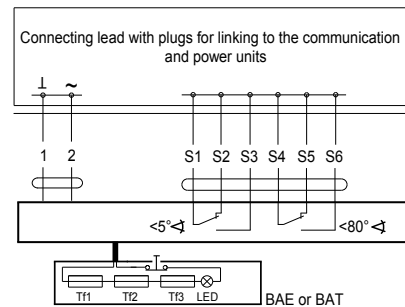 Connecting lead with plugs for linking to the communication
and power units
⊥ ~
1 2 S1 S2 S3 S4 S5 S6
<5° <80°
T
Tf1 Tf2 Tf3 LED
BAE or BAT